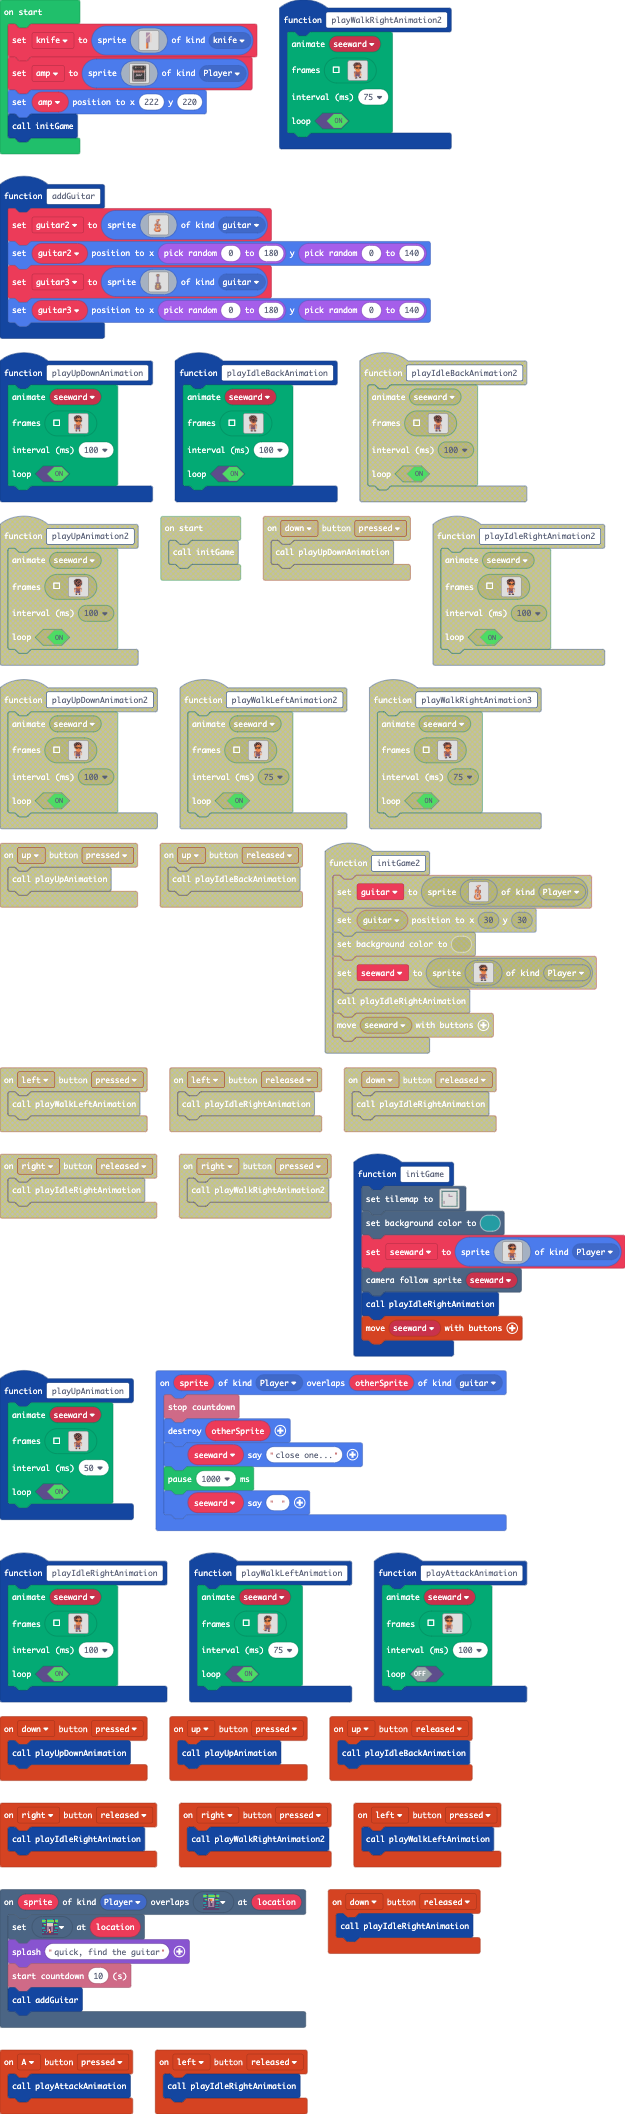 on start
set knife to sprite of kind knife
set amp to sprite of kind Player
set amp position to x 222 y 220
call initGame
function playWalkRightAnimation2
animate seeward
frames
interval (ms) 75
loop ON
function addGuitar
set guitar2 to sprite of kind guitar
set guitar2 position to x pick random 0 to 180 y pick random 0 to 140
set guitar3 to sprite of kind guitar
set guitar3 position to x pick random 0 to 180 y pick random 0 to 140
function playUpDownAnimation
animate seeward
frames
interval (ms) 100
loop ON
function playIdleBackAnimation
animate seeward
frames
interval (ms) 100
loop ON
function playIdleBackAnimation2
animate seeward
frames
interval (ms) 100
loop ON
function playUpAnimation2
animate seeward
frames
interval (ms) 100
loop ON
on start
call initGame
on down button pressed
call playUpDownAnimation
function playIdleRightAnimation2
animate seeward
frames
interval (ms) 100
loop ON
function playUpDownAnimation2
animate seeward
frames
interval (ms) 100
loop ON
function playWalkLeftAnimation2
animate seeward
frames
interval (ms) 75
loop ON
function playWalkRightAnimation3
animate seeward
frames
interval (ms) 75
loop ON
on up button pressed
call playUpAnimation
on up button released
call playIdleBackAnimation
function initGame2
set guitar to sprite of kind Player
set guitar position to x 30 y 30
set background color to
set seeward to sprite of kind Player
call playIdleRightAnimation
move seeward with buttons
on left button pressed
call playWalkLeftAnimation
on left button released
call playIdleRightAnimation
on down button released
call playIdleRightAnimation
on right button released
call playIdleRightAnimation
on right button pressed
call playWalkRightAnimation2
function initGame
set tilemap to
set background color to
set seeward to sprite of kind Player
camera follow sprite seeward
call playIdleRightAnimation
move seeward with buttons
function playUpAnimation
animate seeward
frames
interval (ms) 50
loop ON
on sprite of kind Player overlaps otherSprite of kind guitar
stop countdown
destroy otherSprite
seeward say "close one..."
pause 1000 ms
seeward say " "
function playIdleRightAnimation
animate seeward
frames
interval (ms) 100
loop ON
function playWalkLeftAnimation
animate seeward
frames
interval (ms) 75
loop ON
function playAttackAnimation
animate seeward
frames
interval (ms) 100
loop OFF
on down button pressed
call playUpDownAnimation
on up button pressed
call playUpAnimation
on up button released
call playIdleBackAnimation
on right button released
call playIdleRightAnimation
on right button pressed
call playWalkRightAnimation2
on left button pressed
call playWalkLeftAnimation
on sprite of kind Player overlaps at location
set at location
splash "quick, find the guitar"
start countdown 10 (s)
call addGuitar
on down button released
call playIdleRightAnimation
on A button pressed
call playAttackAnimation
on left button released
call playIdleRightAnimation